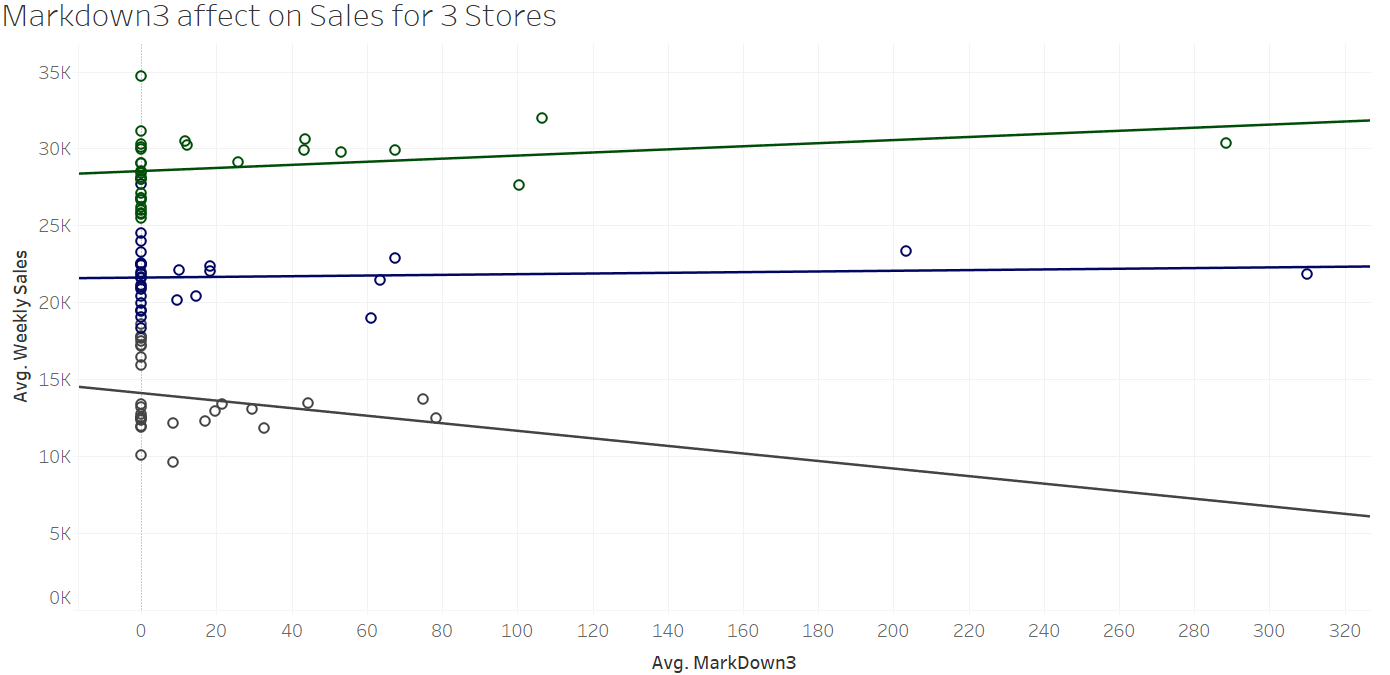 Markdown3 affect on Sales for 3 Stores
35K
30K
25K
20K
15K
10K
5K
0K
Avg. Weekly Sales
0 20 40 60 80 100 120 140 160 180 200 220 240 260 280 300 320
Avg. MarkDown3